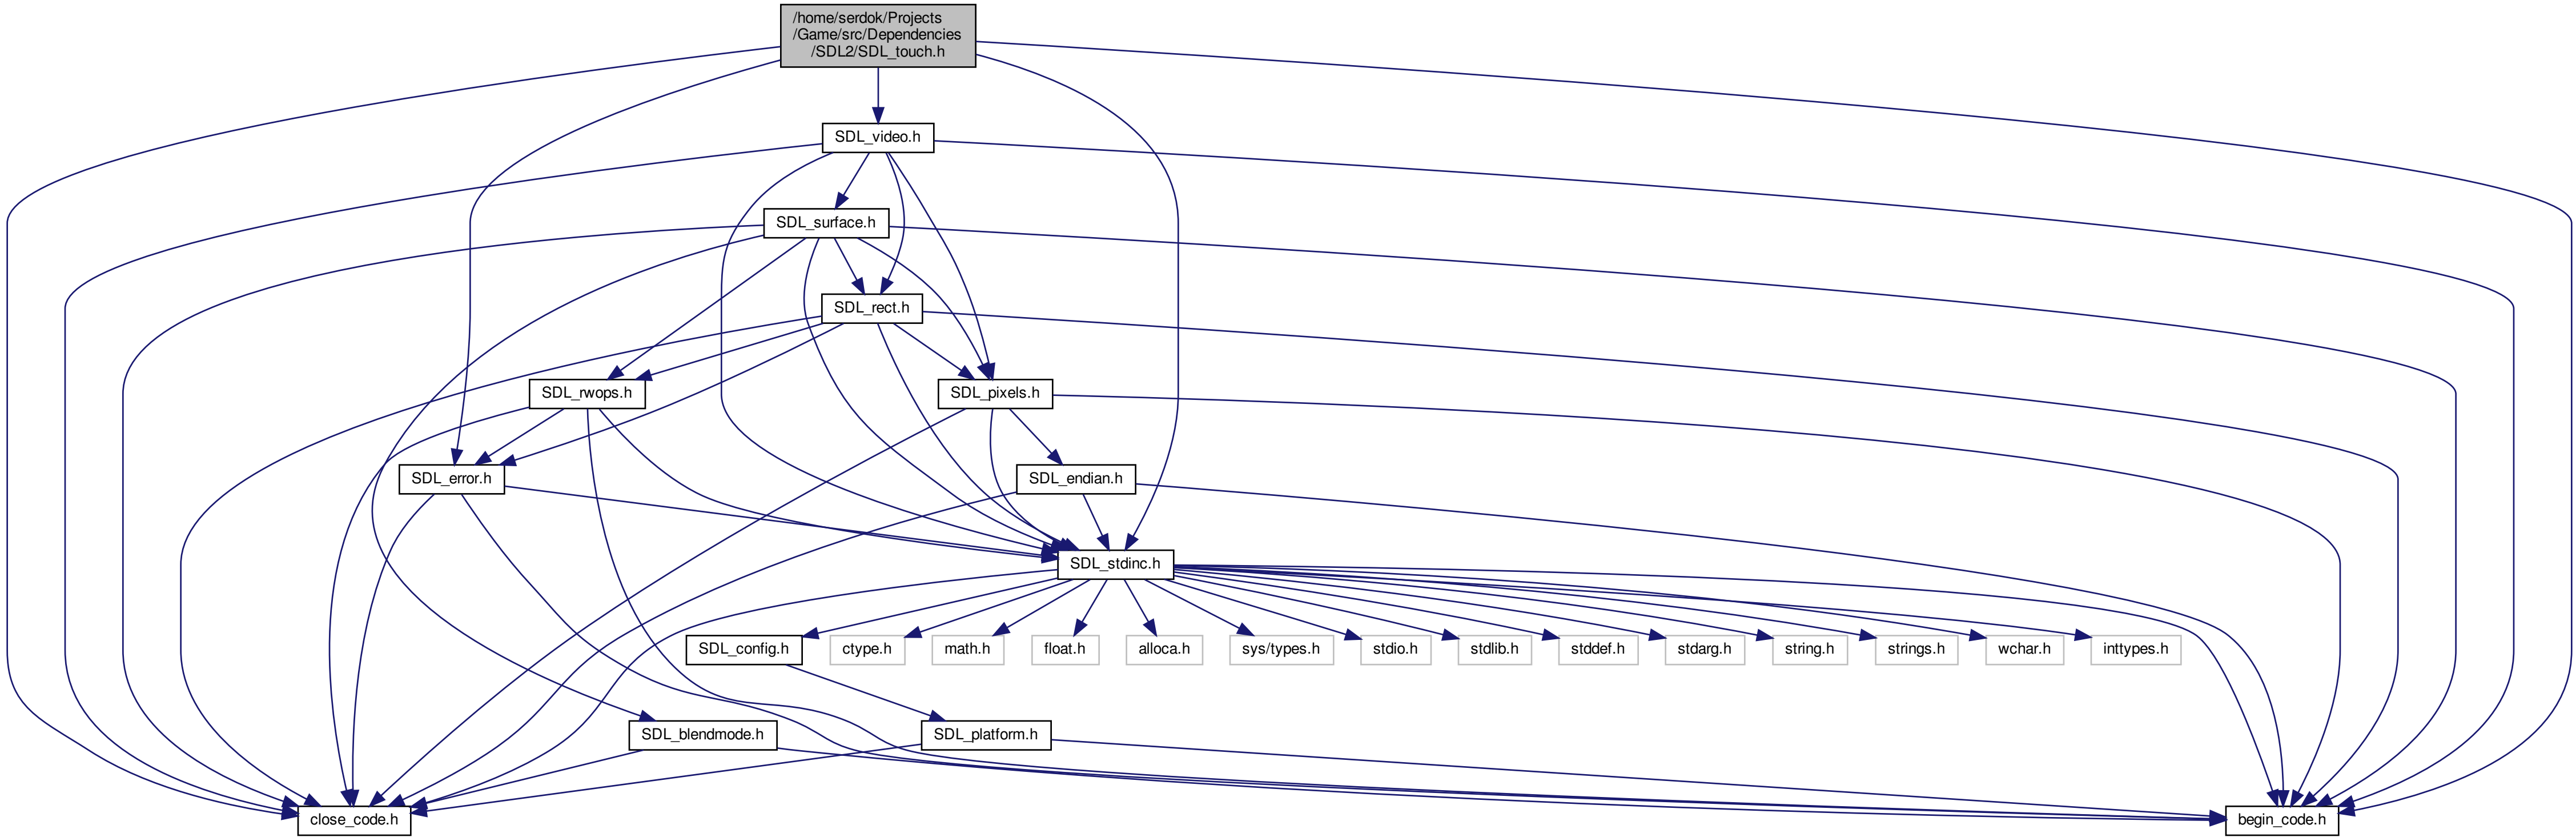 /home/serdok/Projects
/Game/src/Dependencies
/SDL2/SDL_touch.h
SDL_video.h
SDL_surface.h
SDL_rect.h
SDL_rwops.h
SDL_pixels.h
SDL_error.h
SDL_endian.h
SDL_stdinc.h
SDL_config.h
ctype.h
math.h
float.h
alloca.h
sys/types.h
stdio.h
stdlib.h
stddef.h
stdarg.h
string.h
strings.h
wchar.h
inttypes.h
SDL_blendmode.h
SDL_platform.h
close_code.h
begin_code.h